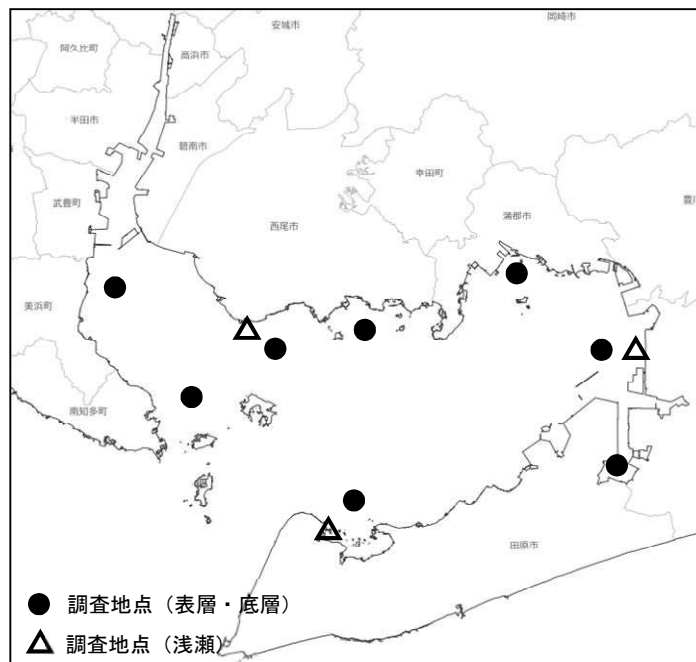 安城市
岡崎市
阿久比町
高浜市
半田市
碧南市
幸田町
武豊町
蒲郡市
豊川
西尾市
美浜町
南知多町
田原市
調査地点（表層・底層）
調査地点（浅瀬）